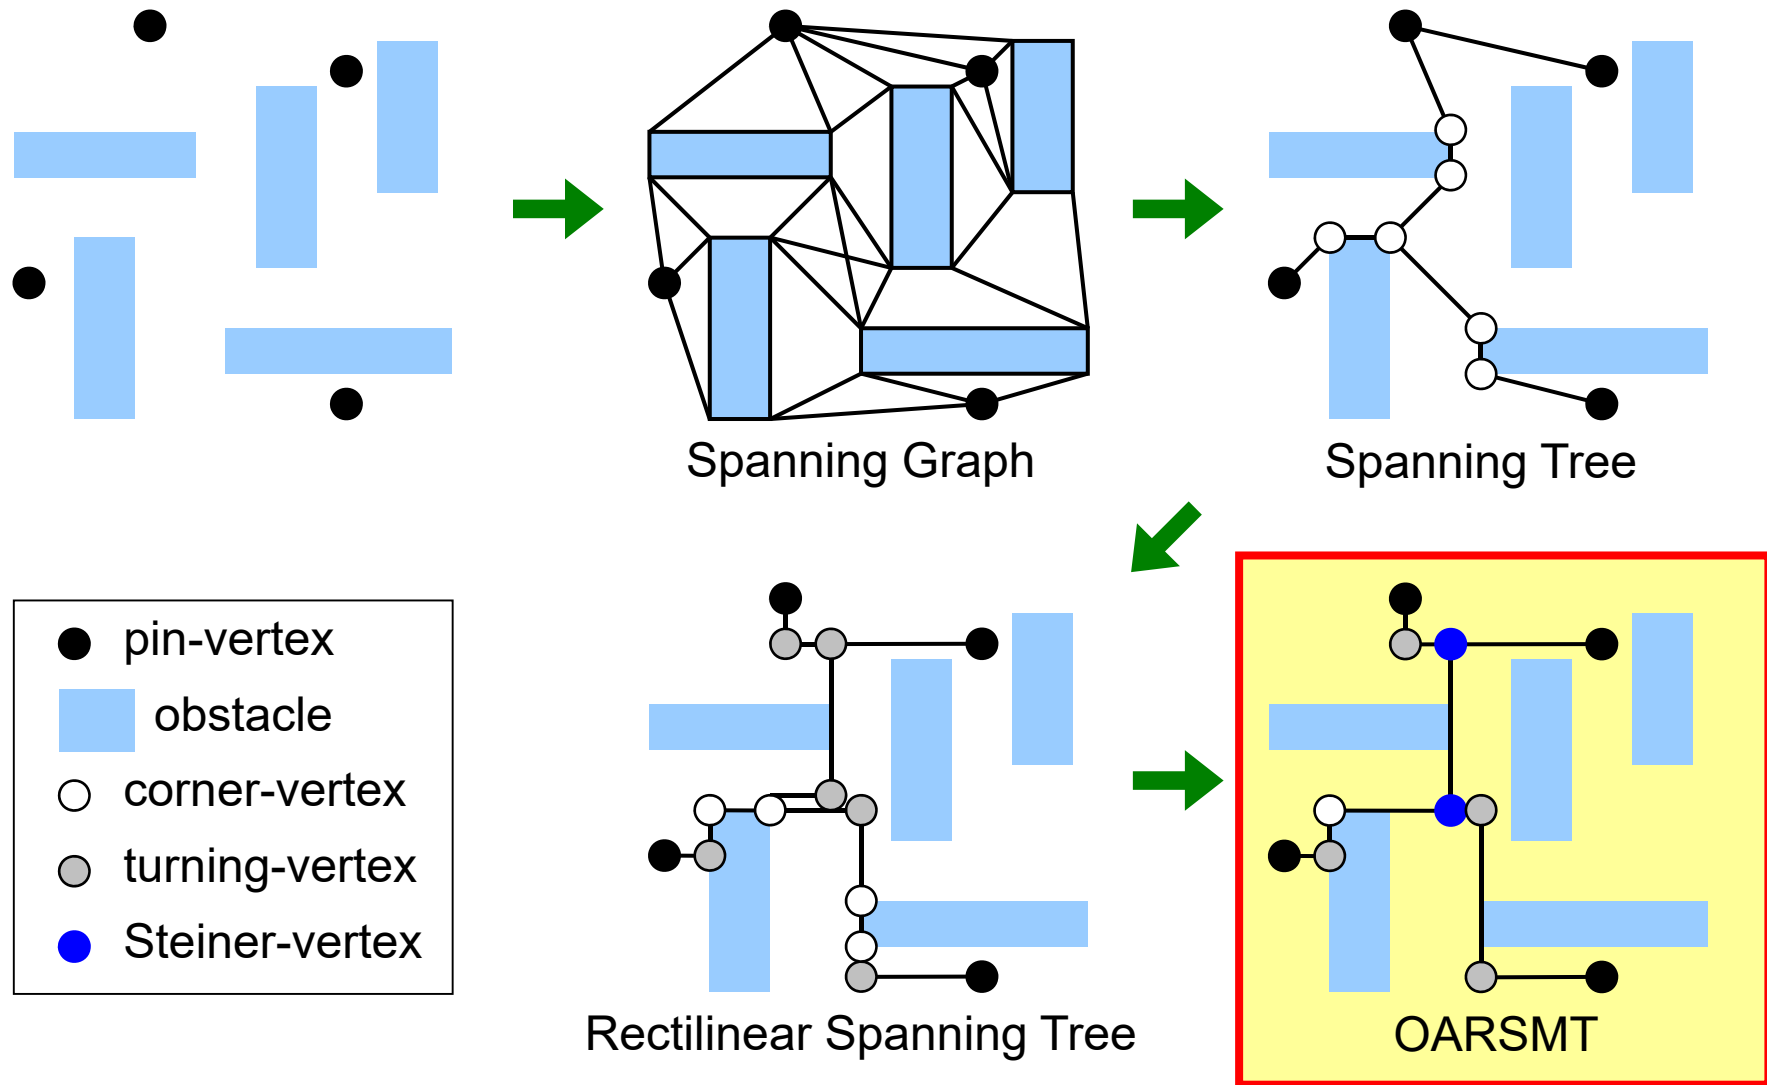 Spanning Graph
Spanning Tree
pin-vertex
obstacle
corner-vertex
turning-vertex
Steiner-vertex
Rectilinear Spanning Tree
OARSMT